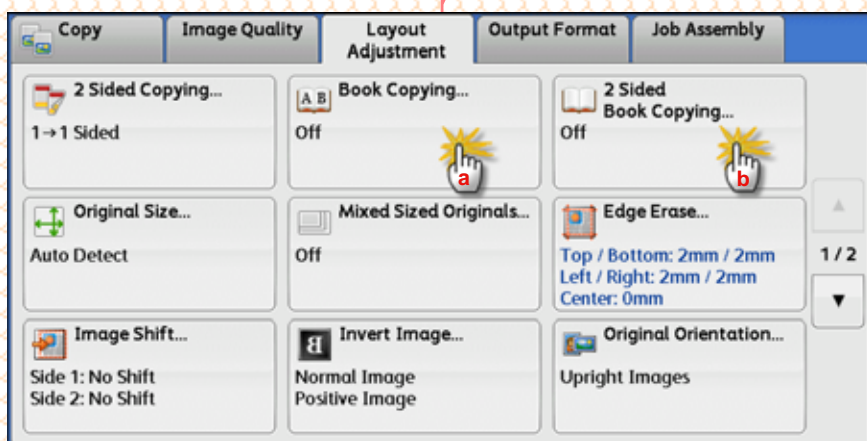 Copy
Image Quality
Layout
Adjustment
Output Format
Job Assembly
2 Sided Copying...
1→1 Sided
A B
Book Copying...
Off
a
2 Sided
Book Copying...
Off
b
Original Size...
Auto Detect
Mixed Sized Originals...
Off
Edge Erase...
Top / Bottom: 2mm / 2mm
Left / Right: 2mm / 2mm
Center: 0mm
1 / 2
Image Shift...
Side 1: No Shift
Side 2: No Shift
Invert Image...
Normal Image
Positive Image
Original Orientation...
Upright Images